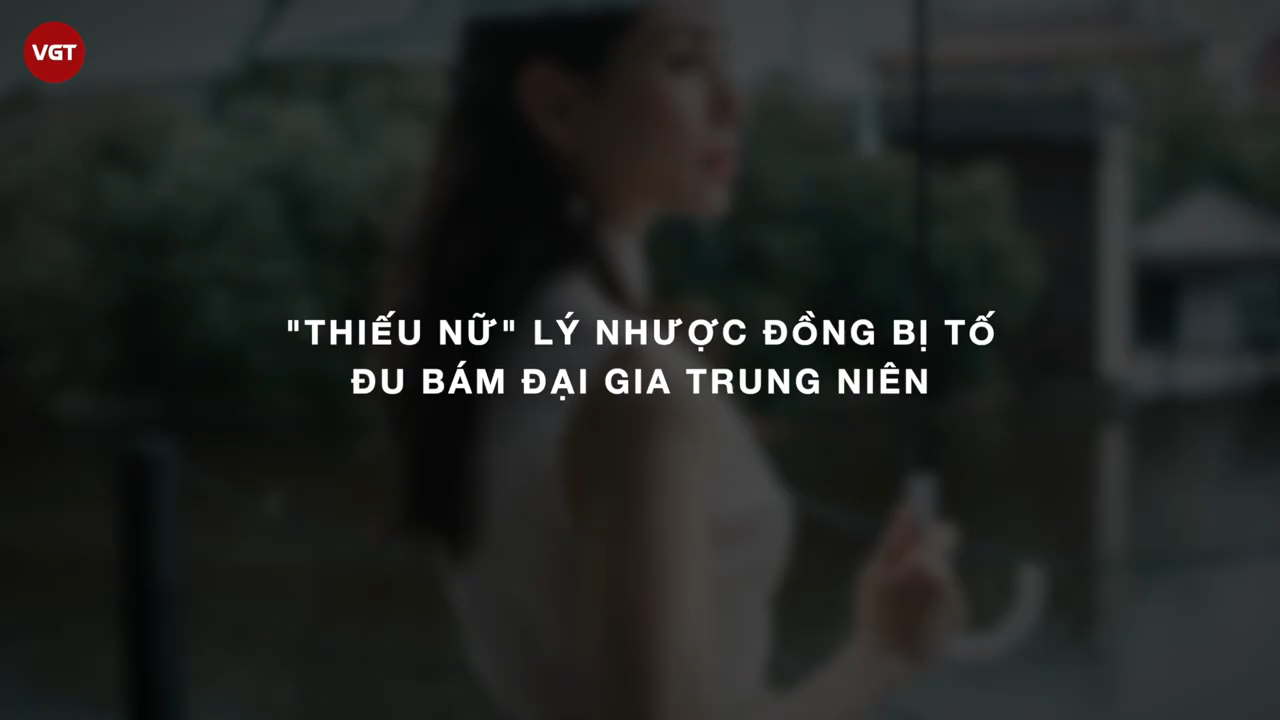 VGT
"THIẾU NỮ" LÝ NHƯỢC ĐỒNG BỊ TỐ
ĐU BÁM ĐẠI GIA TRUNG NIÊN